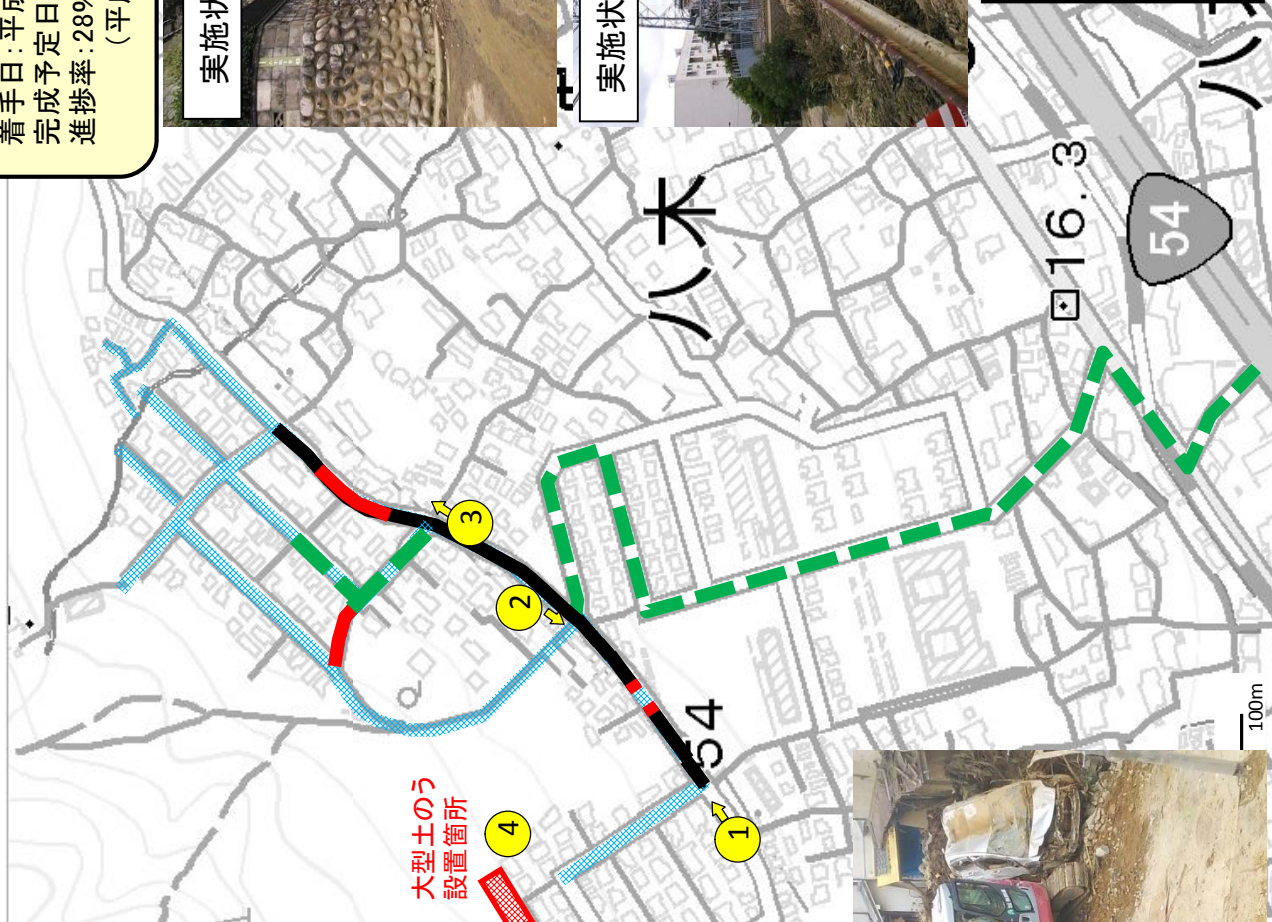 着手日：平成
完成予定日
進捗率：28%
（平成
実施状
実施状
八木
16.3
54
3
2
54
大型土のう
設置箇所
4
1
100m